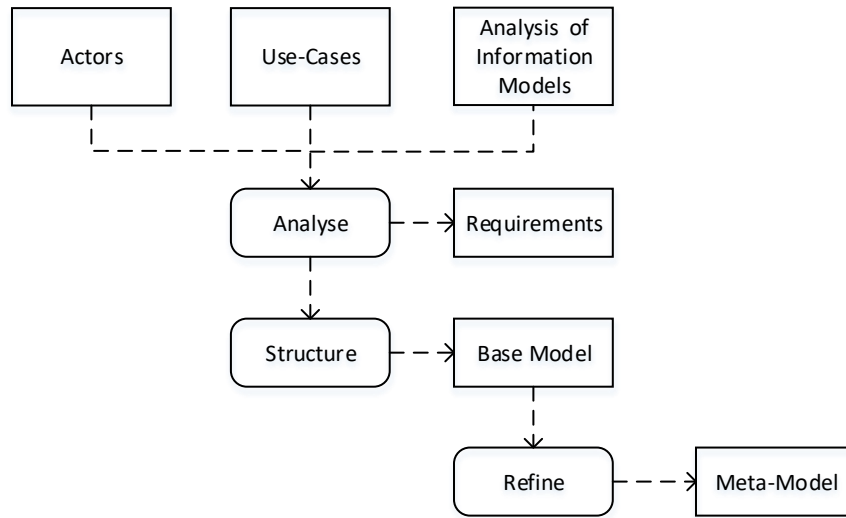 Actors
Use-Cases
Analysis of
Information
Models
Analyse
Requirements
Structure
Base Model
Refine
Meta-Model